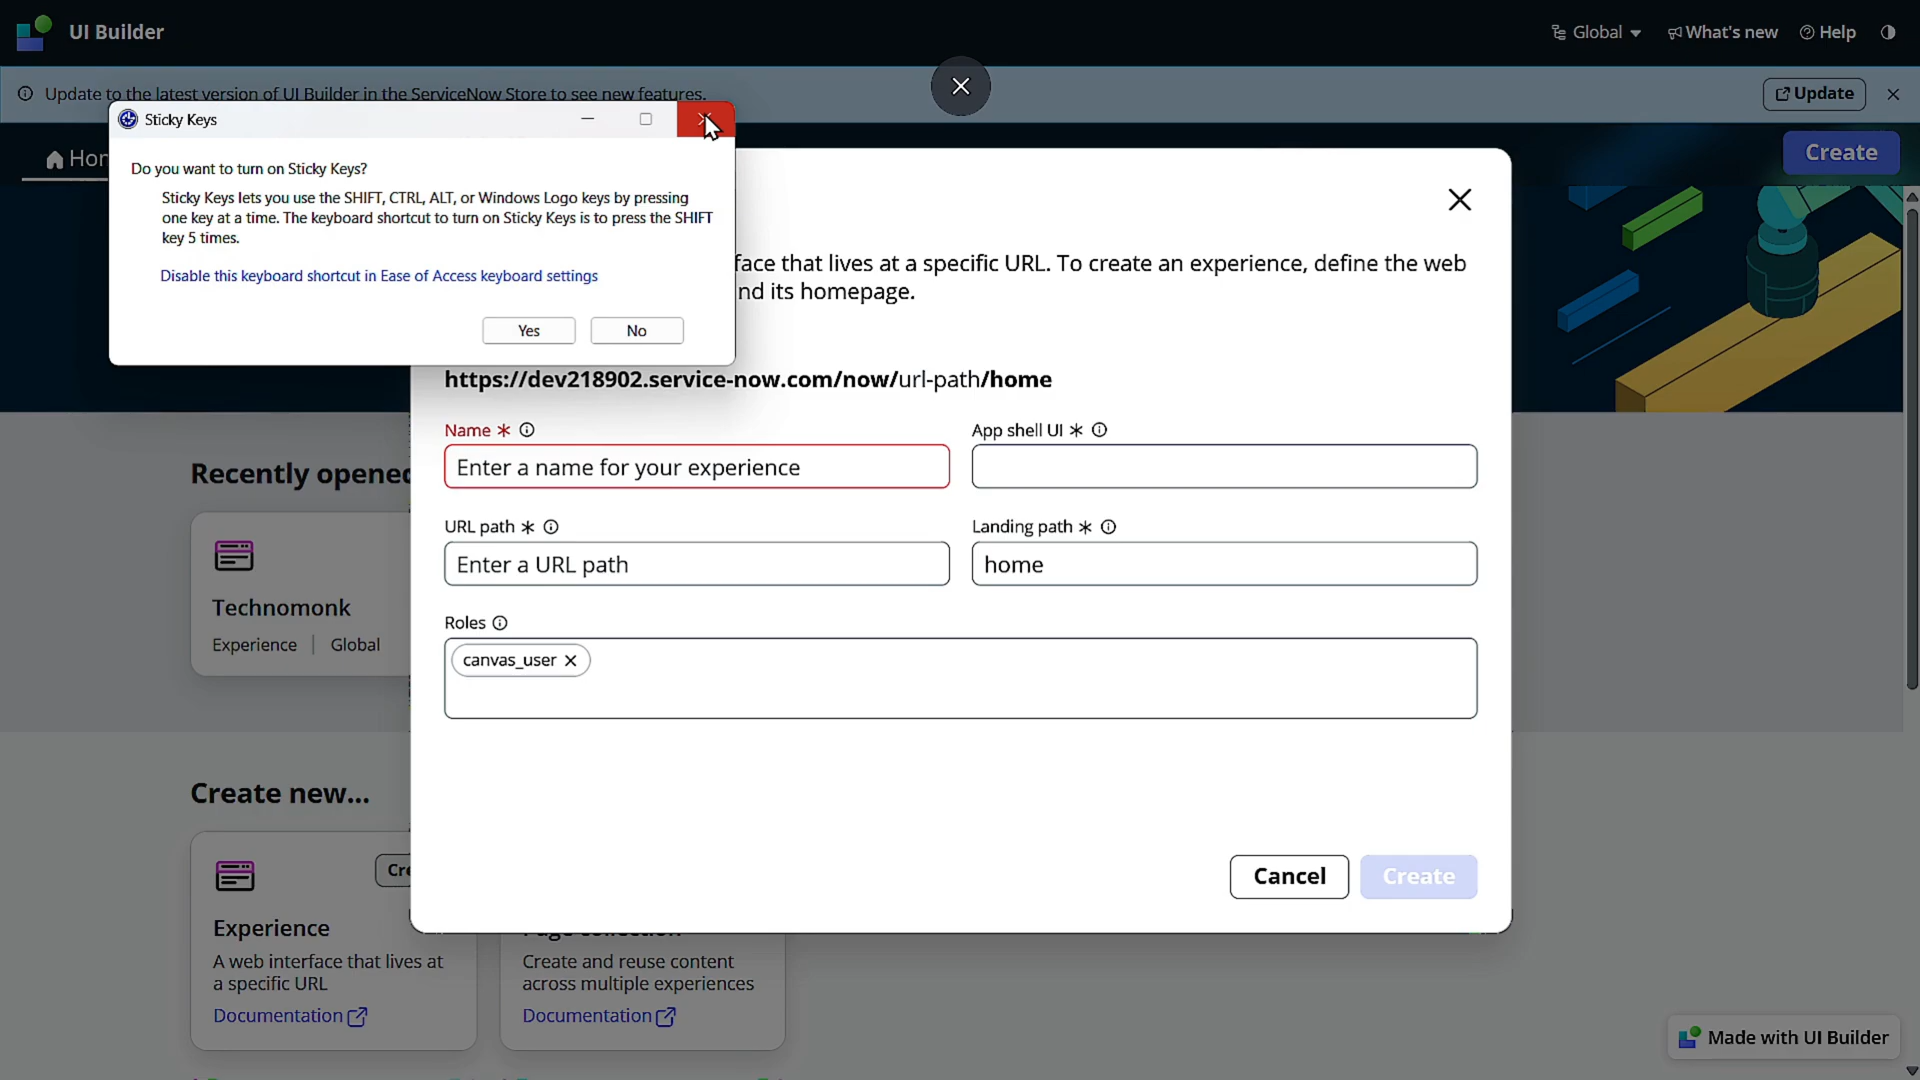 UI Builder
Global
What's new
Help
Update to the latest version of UI Builder in the ServiceNow Store to see new features.
Update
Sticky Keys
Do you want to turn on Sticky Keys?
Sticky Keys lets you use the SHIFT, CTRL, ALT, or Windows Logo keys by pressing
one key at a time. The keyboard shortcut to turn on Sticky Keys is to press the SHIFT
key 5 times.
Disable this keyboard shortcut in Ease of Access keyboard settings
Yes
No
Create
that lives at a specific URL. To create an experience, define the web
its homepage.
https://dev218902.service-now.com/now/url-path/home
Name *
Enter a name for your experience
App shell UI *
URL path *
Enter a URL path
Landing path *
home
Roles
canvas_user
Cancel
Create
Recently opened
Technomonk
Experience | Global
Create new...
Experience
A web interface that lives at
a specific URL
Documentation
Create and reuse content
across multiple experiences
Documentation
Made with UI Builder